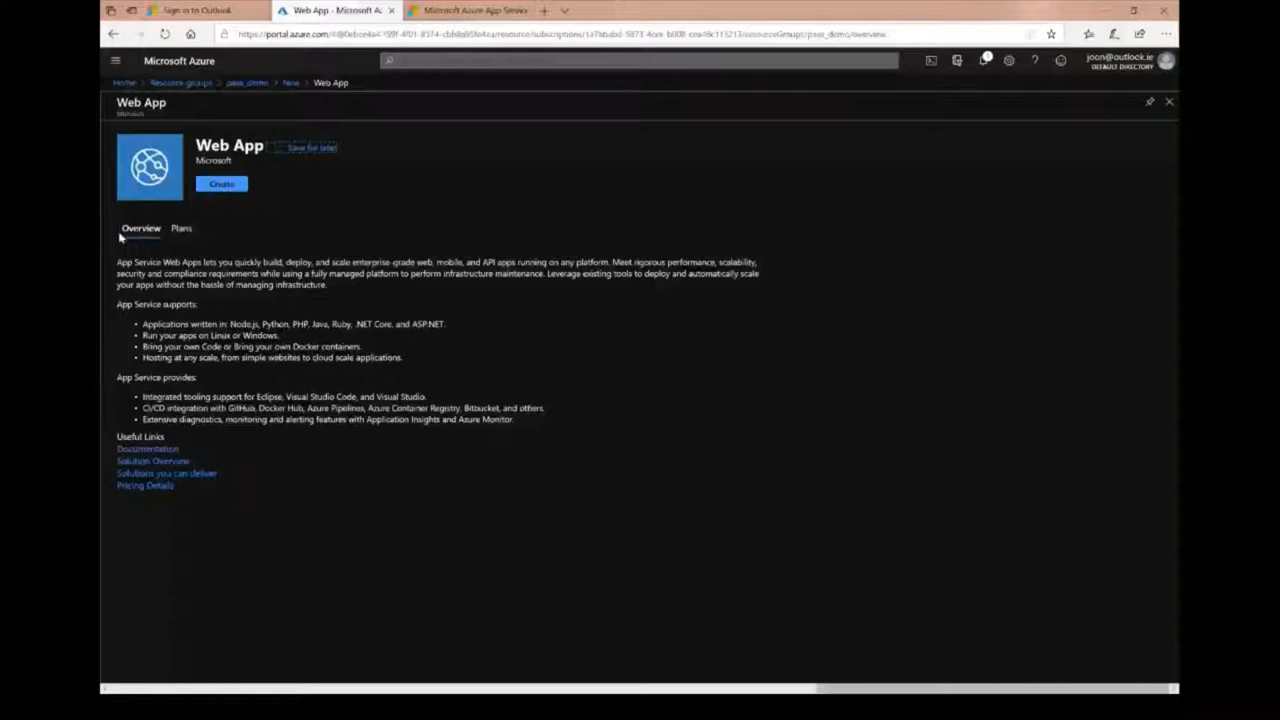 Sign in to Outlook
Web App - Microsoft A
Microsoft Azure App Servic
Microsoft Azure
joon@outlook.ie
DEFAULT DIRECTORY
Home > Resource groups > paas_demo > New > Web App
Web App
Microsoft
Web App
Save for later
Microsoft
Create
Overview Plans
App Service Web Apps lets you quickly build, deploy, and scale enterprise-grade web, mobile, and API apps running on any platform. Meet rigorous performance, scalability,
security and compliance requirements while using a fully managed platform to perform infrastructure maintenance. Leverage existing tools to deploy and automatically scale
your apps without the hassle of managing infrastructure.
App Service supports:
• Applications written in: Node.js, Python, PHP, Java, Ruby, .NET Core, and ASP.NET.
• Run your apps on Linux or Windows.
• Bring your own Code or Bring your own Docker containers.
• Hosting at any scale, from simple websites to cloud scale applications.
App Service provides:
• Integrated tooling support for Eclipse, Visual Studio Code, and Visual Studio.
• CI/CD integration with GitHub, Docker Hub, Azure Pipelines, Azure Container Registry, Bitbucket, and others.
• Extensive diagnostics, monitoring and alerting features with Application Insights and Azure Monitor.
Useful Links
Documentation
Solution Overview
Solutions you can deliver
Pricing Details